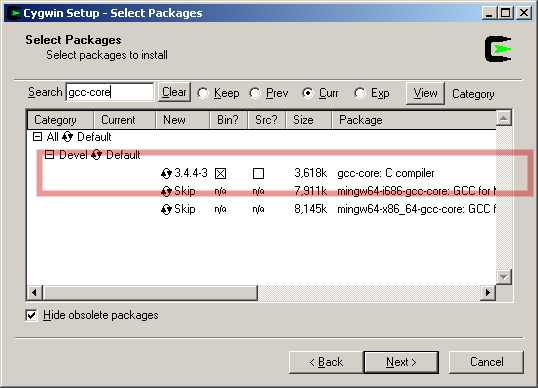 Cygwin Setup - Select Packages
Select Packages
Select packages to install
Search gcc-core Clear Keep Prev Curr Exp View Category
Category Current New Bin? Src? Size Package
All Default
Devel Default
3.4.4-3 3,618k gcc-core: C compiler
Skip n/a n/a 7,911k mingw64-i686-gcc-core: GCC for
Skip n/a n/a 8,145k mingw64-x86_64-gcc-core: GCC
Hide obsolete packages
< Back Next > Cancel